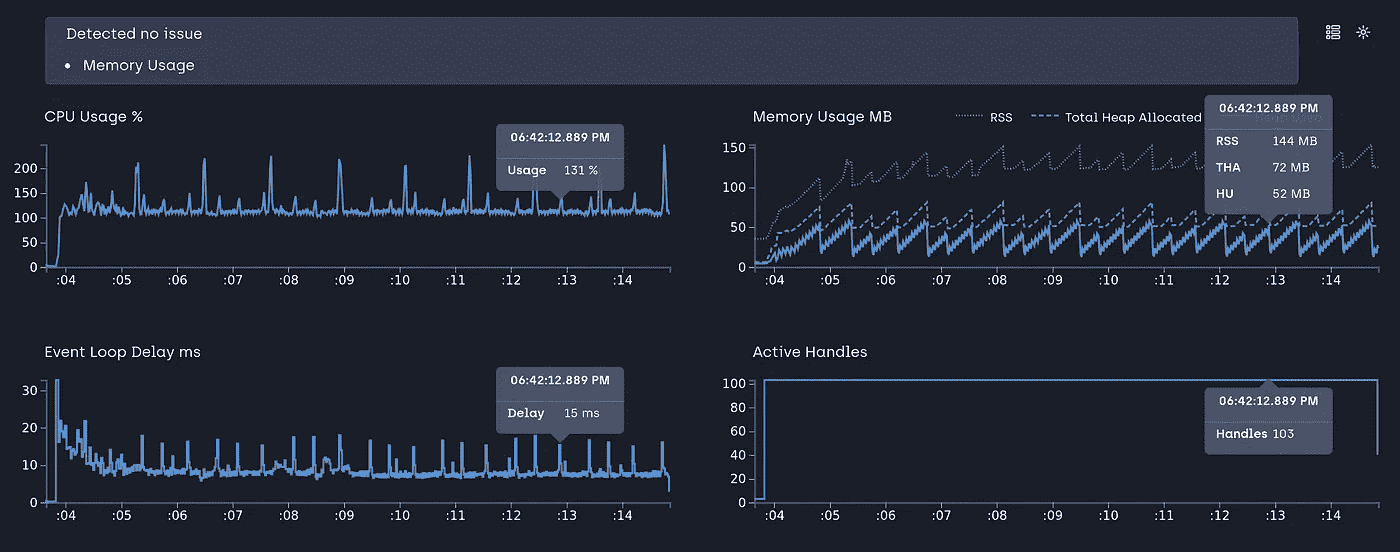 Detected no issue
• Memory Usage
CPU Usage %
200
150
100
50
0
:04 :05 :06 :07 :08 :09 :10 :11 :12 :13 :14
06:42:12.889 PM
Usage 131 %
Memory Usage MB
RSS Total Heap Allocated
150
100
50
0
:04 :05 :06 :07 :08 :09 :10 :11 :12 :13 :14
06:42:12.889 PM
RSS 144 MB
THA 72 MB
HU 52 MB
Event Loop Delay ms
30
20
10
0
:04 :05 :06 :07 :08 :09 :10 :11 :12 :13 :14
06:42:12.889 PM
Delay 15 ms
Active Handles
100
80
60
40
20
0
:04 :05 :06 :07 :08 :09 :10 :11 :12 :13 :14
06:42:12.889 PM
Handles 103